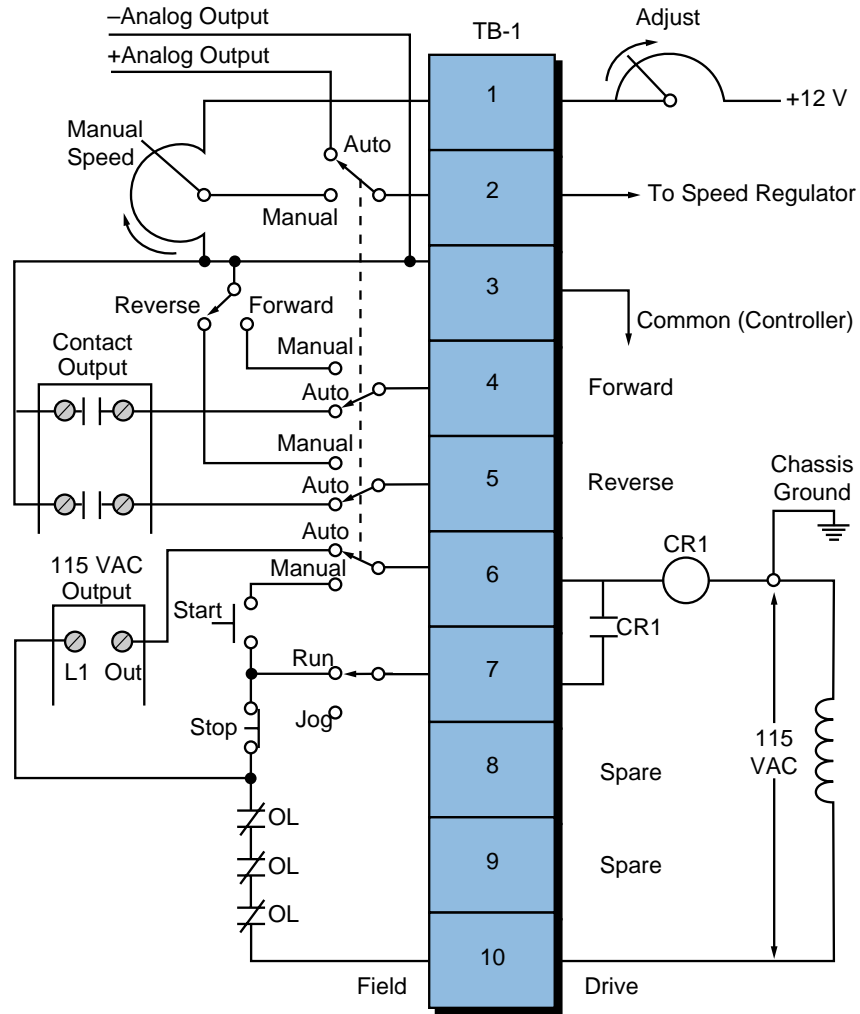 –Analog Output
+Analog Output
TB-1
Adjust
1
+12 V
Manual
Speed
Auto
Manual
2
To Speed Regulator
3
Common (Controller)
Reverse
Forward
Manual
Contact
Output
Auto
4
Forward
Manual
Auto
5
Reverse
Chassis
Ground
Auto
Manual
6
CR1
CR1
115 VAC
Output
L1
Out
Start
Run
7
Stop
Jog
8
Spare
115
VAC
OL
OL
OL
9
Spare
10
Field
Drive